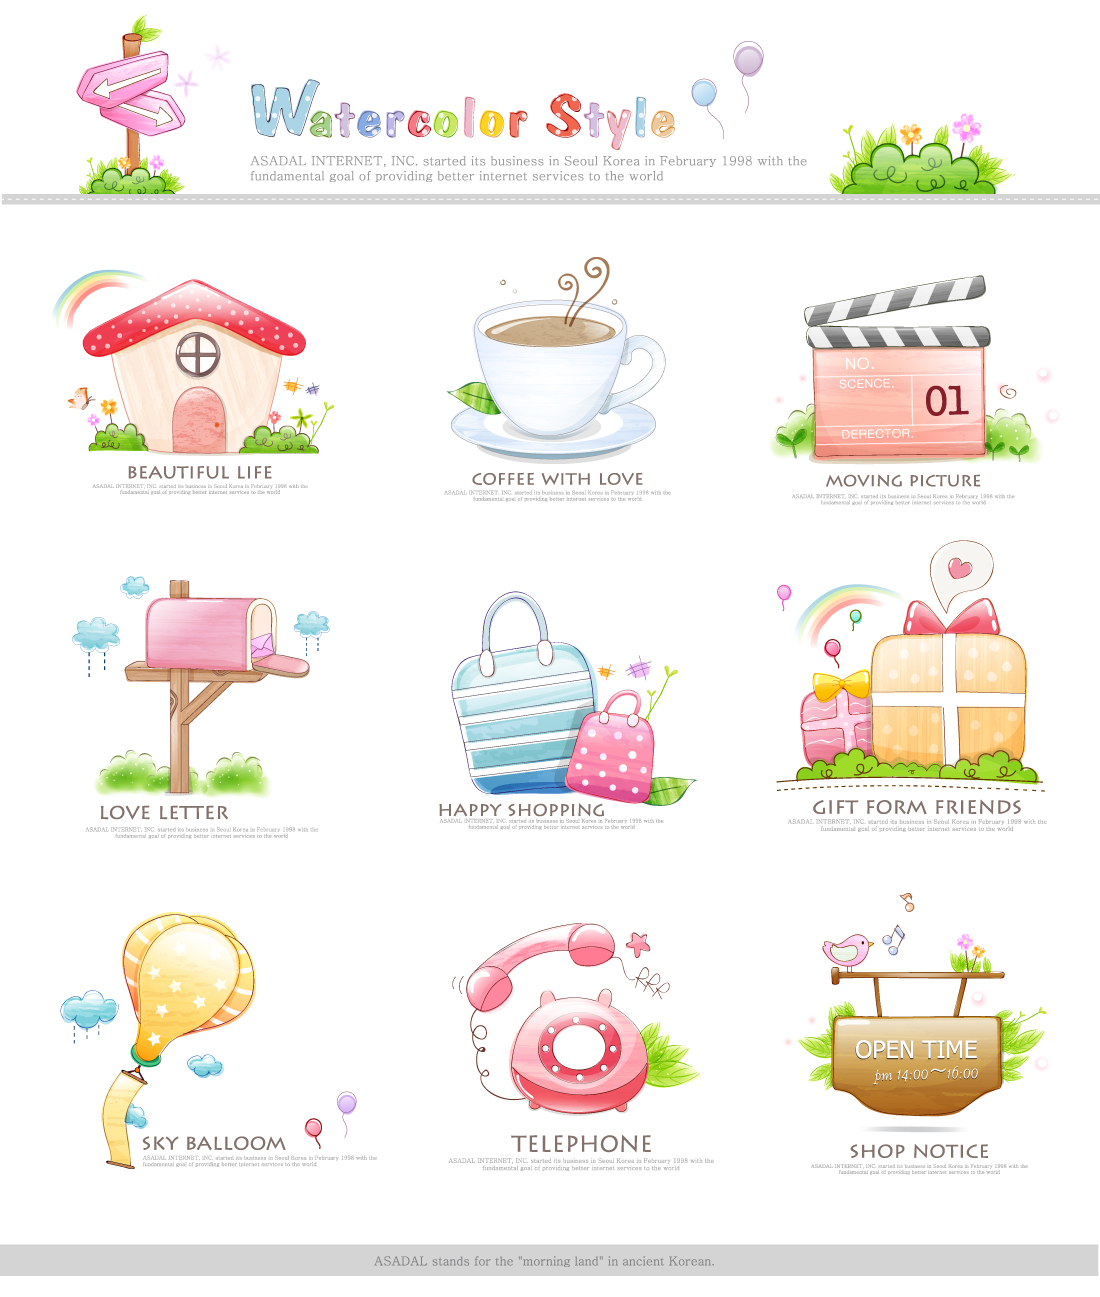 Watercolor Style
ASADAL INTERNET, INC. started its business in Seoul Korea in February 1998 with the
fundamental goal of providing better internet services to the world
BEAUTIFUL LIFE
ASADAL INTERNET, INC. started its business in Seoul Korea in February 1998 with the
fundamental goal of providing better internet services to the world
COFFEE WITH LOVE
ASADAL INTERNET, INC. started its business in Seoul Korea in February 1998 with the
fundamental goal of providing better internet services to the world
NO.
SCENCE.
01
DERECTOR.
MOVING PICTURE
ASADAL INTERNET, INC. started its business in Seoul Korea in February 1998 with the
fundamental goal of providing better internet services to the world
LOVE LETTER
ASADAL INTERNET, INC. started its business in Seoul Korea in February 1998 with the
fundamental goal of providing better internet services to the world
HAPPY SHOPPING
ASADAL INTERNET, INC. started its business in Seoul Korea in February 1998 with the
fundamental goal of providing better internet services to the world
GIFT FORM FRIENDS
ASADAL INTERNET, INC. started its business in Seoul Korea in February 1998 with the
fundamental goal of providing better internet services to the world
SKY BALLOOM
ASADAL INTERNET, INC. started its business in Seoul Korea in February 1998 with the
fundamental goal of providing better internet services to the world
RRR
TELEPHONE
ASADAL INTERNET, INC. started its business in Seoul Korea in February 1998 with the
fundamental goal of providing better internet services to the world
OPEN TIME
pm 14:00~16:00
SHOP NOTICE
ASADAL INTERNET, INC. started its business in Seoul Korea in February 1998 with the
fundamental goal of providing better internet services to the world
ASADAL stands for the "morning land" in ancient Korean.